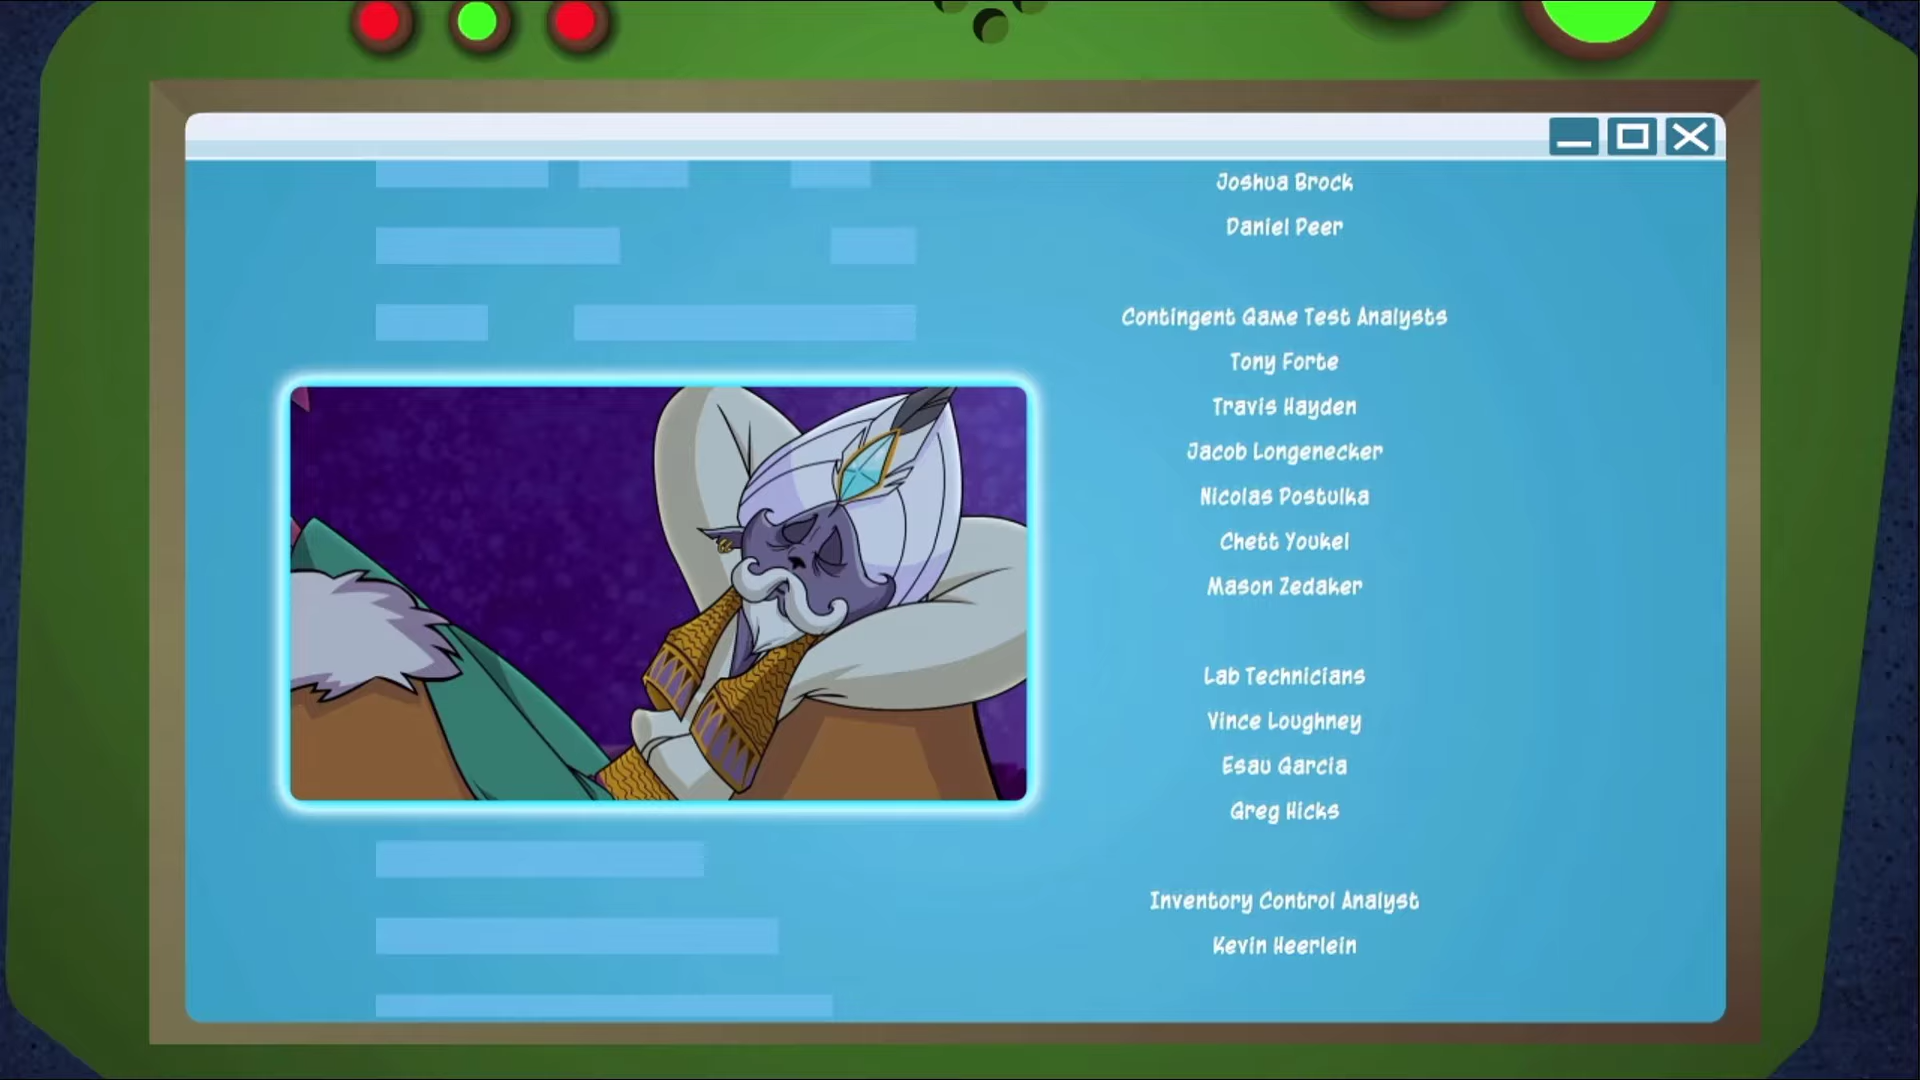 Joshua Brock
Daniel Peer
Contingent Game Test Analysts
Tony Forte
Travis Hayden
Jacob Longenecker
Nicolas Postulka
Chett Youkel
Mason Zedaker
Lab Technicians
Vince Loughney
Esau Garcia
Greg Hicks
Inventory Control Analyst
Kevin Heerlein